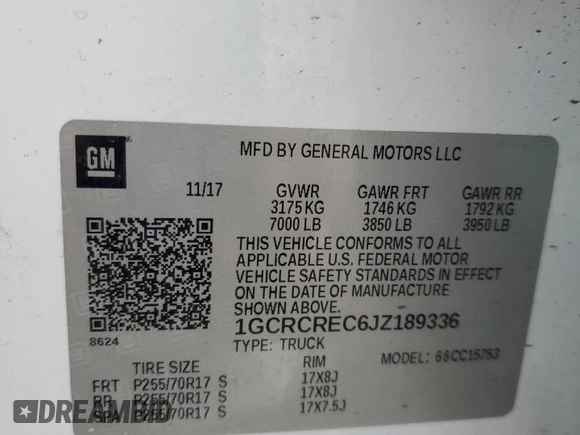 GM
MFD BY GENERAL MOTORS LLC
11/17 GVWR GAWR FRT GAWR RR
3175 KG 1746 KG 1792 KG
7000 LB 3850 LB 3950 LB
THIS VEHICLE CONFORMS TO ALL
APPLICABLE U.S. FEDERAL MOTOR
VEHICLE SAFETY STANDARDS IN EFFECT
ON THE DATE OF MANUFACTURE
SHOWN ABOVE.
1GCRCREC6JZ189336
8624
TYPE: TRUCK MODEL: 66CC15753
TIRE SIZE RIM
FRT P255/70R17 S 17X8J
RR P255/70R17 S 17X8J
SPA P255/70R17 S 17X7.5J
DREAMBID